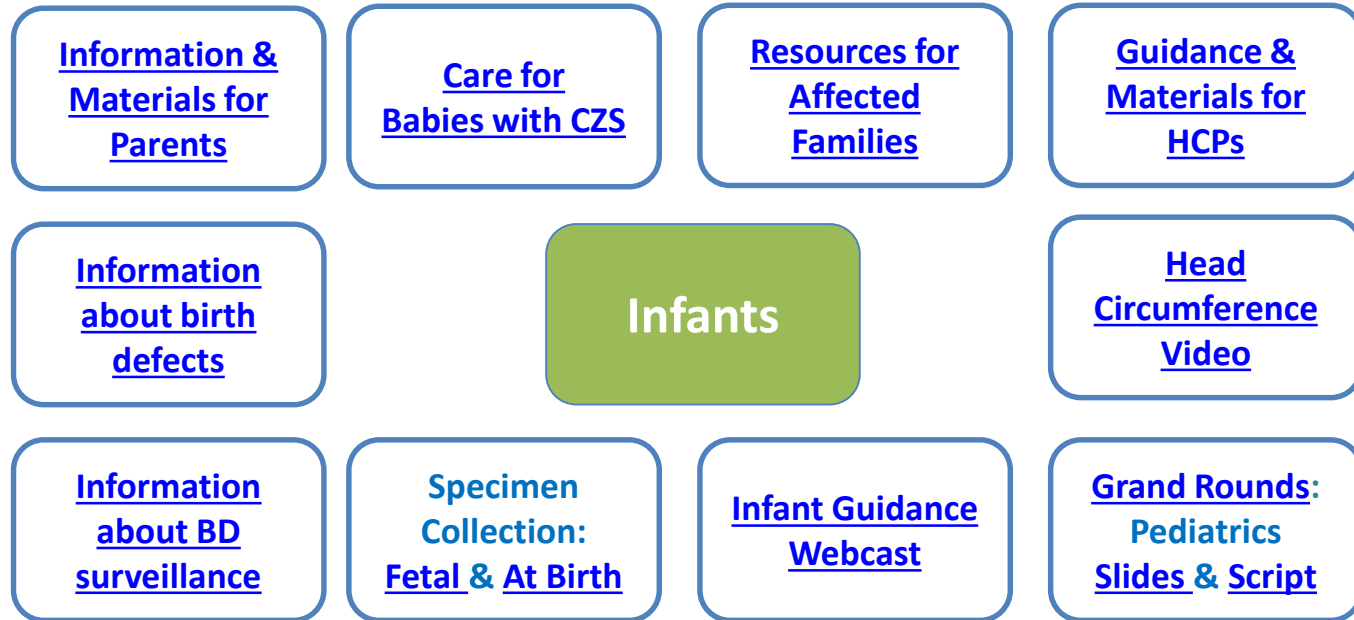 Information &
Materials for
Parents
Care for
Babies with CZS
Resources for
Affected
Families
Guidance &
Materials for
HCPs
Information
about birth
defects
Infants
Head
Circumference
Video
Information
about BD
surveillance
Specimen
Collection:
Fetal & At Birth
Infant Guidance
Webcast
Grand Rounds:
Pediatrics
Slides & Script